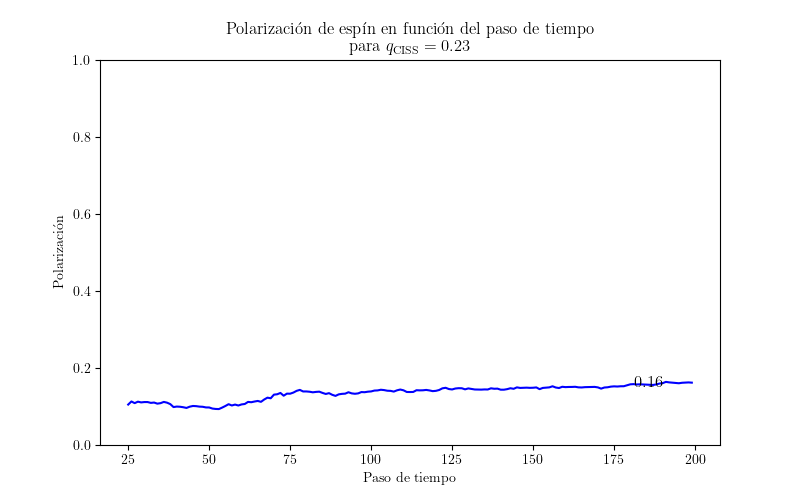 Polarización de espín en función del paso de tiempo
para q_CISS = 0.23
1.0
0.8
0.6
0.4
0.2
0.0
Polarización
0.16
25 50 75 100 125 150 175 200
Paso de tiempo